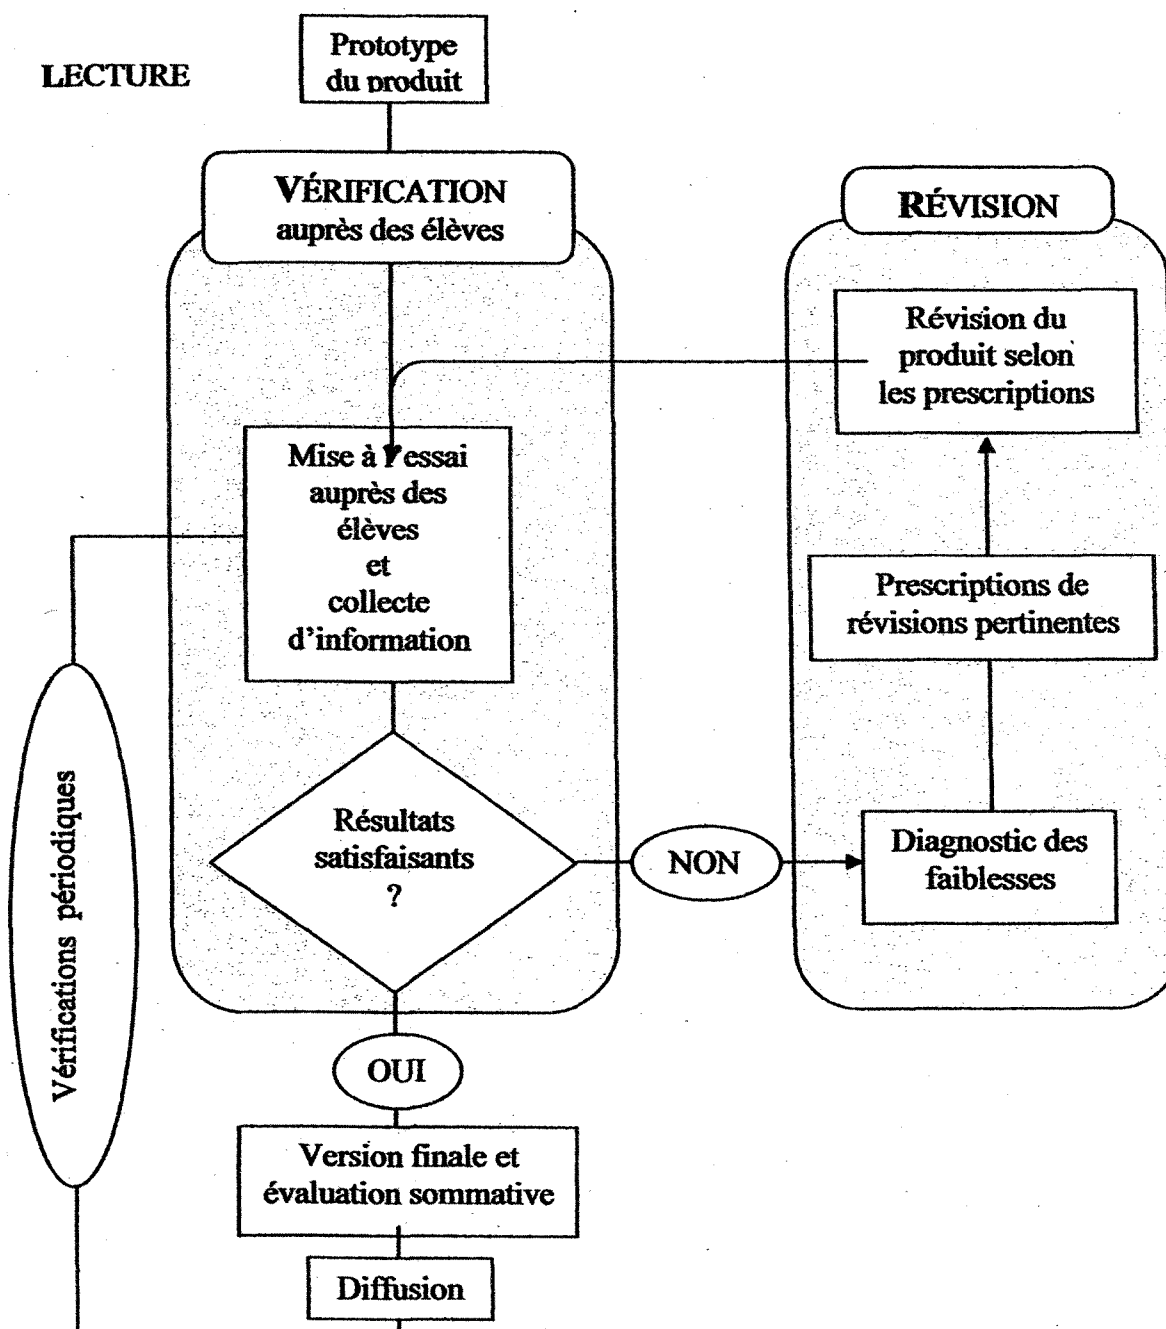 LECTURE
Prototype
du produit
VÉRIFICATION
auprès des élèves
RÉVISION
Révision du
produit selon
les prescriptions
Mise à l'essai
auprès des
élèves
et
collecte
d'information
Prescriptions de
révisions pertinentes
Vérifications périodiques
Résultats
satisfaisants
?
NON
Diagnostic des
faiblesses
OUI
Version finale et
évaluation sommative
Diffusion